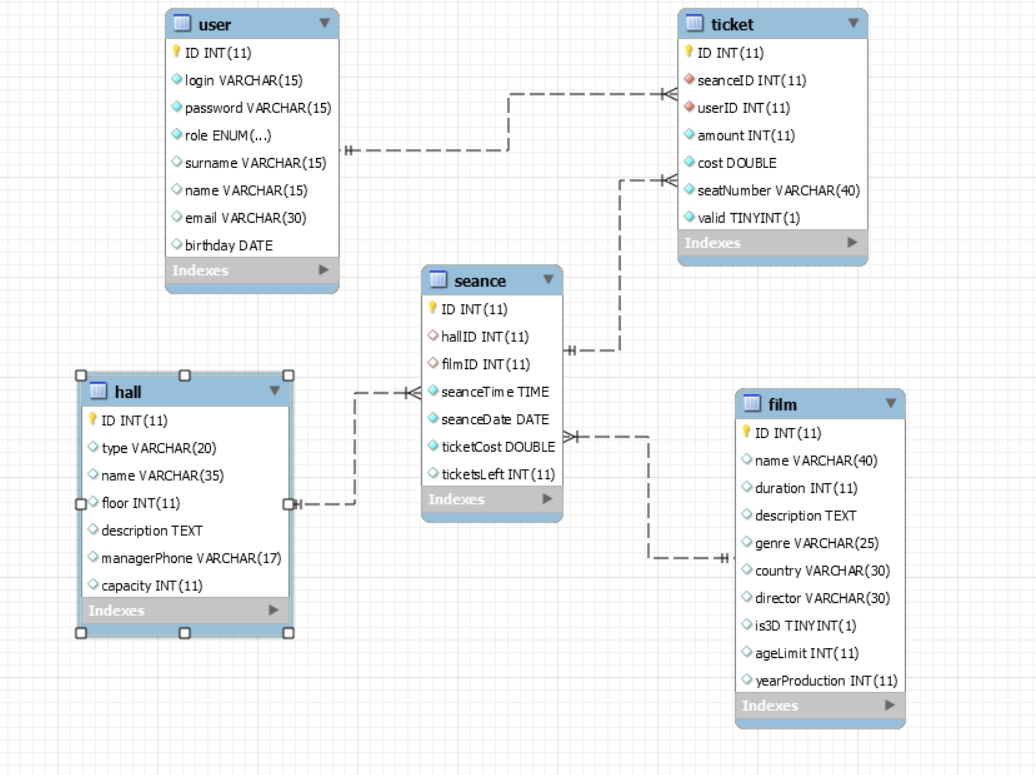 user
ID INT(11)
login VARCHAR(15)
password VARCHAR(15)
role ENUM(...)
surname VARCHAR(15)
name VARCHAR(15)
email VARCHAR(30)
birthday DATE
Indexes
ticket
ID INT(11)
seanceID INT(11)
userID INT(11)
amount INT(11)
cost DOUBLE
seatNumber VARCHAR(40)
valid TINYINT(1)
Indexes
seance
ID INT(11)
hallID INT(11)
filmID INT(11)
seanceTime TIME
seanceDate DATE
ticketCost DOUBLE
ticketsLeft INT(11)
Indexes
hall
ID INT(11)
type VARCHAR(20)
name VARCHAR(35)
floor INT(11)
description TEXT
managerPhone VARCHAR(17)
capacity INT(11)
Indexes
film
ID INT(11)
name VARCHAR(40)
duration INT(11)
description TEXT
genre VARCHAR(25)
country VARCHAR(30)
director VARCHAR(30)
is3D TINYINT(1)
ageLimit INT(11)
yearProduction INT(11)
Indexes